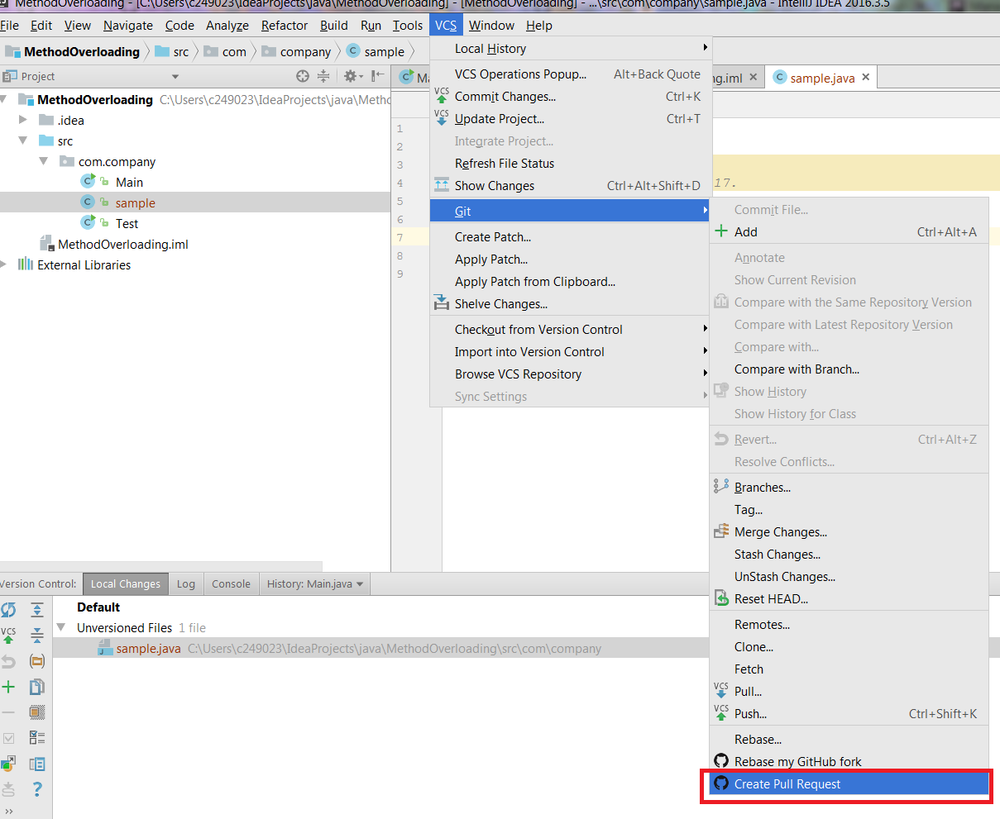 MethodOverloading - [C:\Users\c249023\IdeaProjects\java\MethodOverloading] - [MethodOverloading] - ...\src\com\company\sample.java - IntelliJ IDEA 2016.3.5
File Edit View Navigate Code Analyze Refactor Build Run Tools VCS Window Help
MethodOverloading src com company sample
Project
MethodOverloading C:\Users\c249023\IdeaProjects\java\Metho
.idea
src
com.company
Main
sample
Test
MethodOverloading.iml
External Libraries
Ma
ng.iml
sample.java
1
2
3
4
5
6
7
8
9
17.
Local History
VCS Operations Popup... Alt+Back Quote
VCS Commit Changes... Ctrl+K
VCS Update Project... Ctrl+T
Integrate Project...
Refresh File Status
Show Changes Ctrl+Alt+Shift+D
Git
Create Patch...
Apply Patch...
Apply Patch from Clipboard...
Shelve Changes...
Checkout from Version Control
Import into Version Control
Browse VCS Repository
Sync Settings
Commit File...
Add Ctrl+Alt+A
Annotate
Show Current Revision
Compare with the Same Repository Version
Compare with Latest Repository Version
Compare with...
Compare with Branch...
Show History
Show History for Class
Revert... Ctrl+Alt+Z
Resolve Conflicts...
Branches...
Tag...
Merge Changes...
Stash Changes...
UnStash Changes...
Reset HEAD...
Remotes...
Clone...
Fetch
VCS Pull...
VCS Push... Ctrl+Shift+K
Rebase...
Rebase my GitHub fork
Create Pull Request
Version Control: Local Changes Log Console History: Main.java
VCS
Default
Unversioned Files 1 file
sample.java C:\Users\c249023\IdeaProjects\java\MethodOverloading\src\com\company